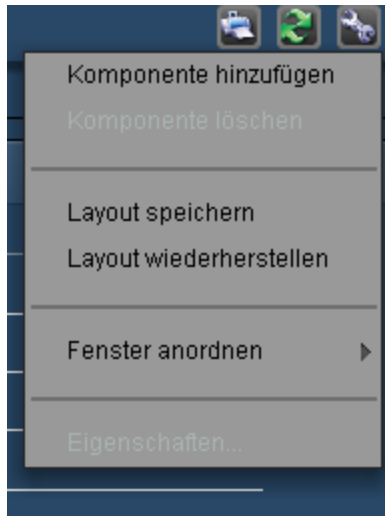 Komponente hinzufügen
Komponente löschen
Layout speichern
Layout wiederherstellen
Fenster anordnen
Eigenschaften...